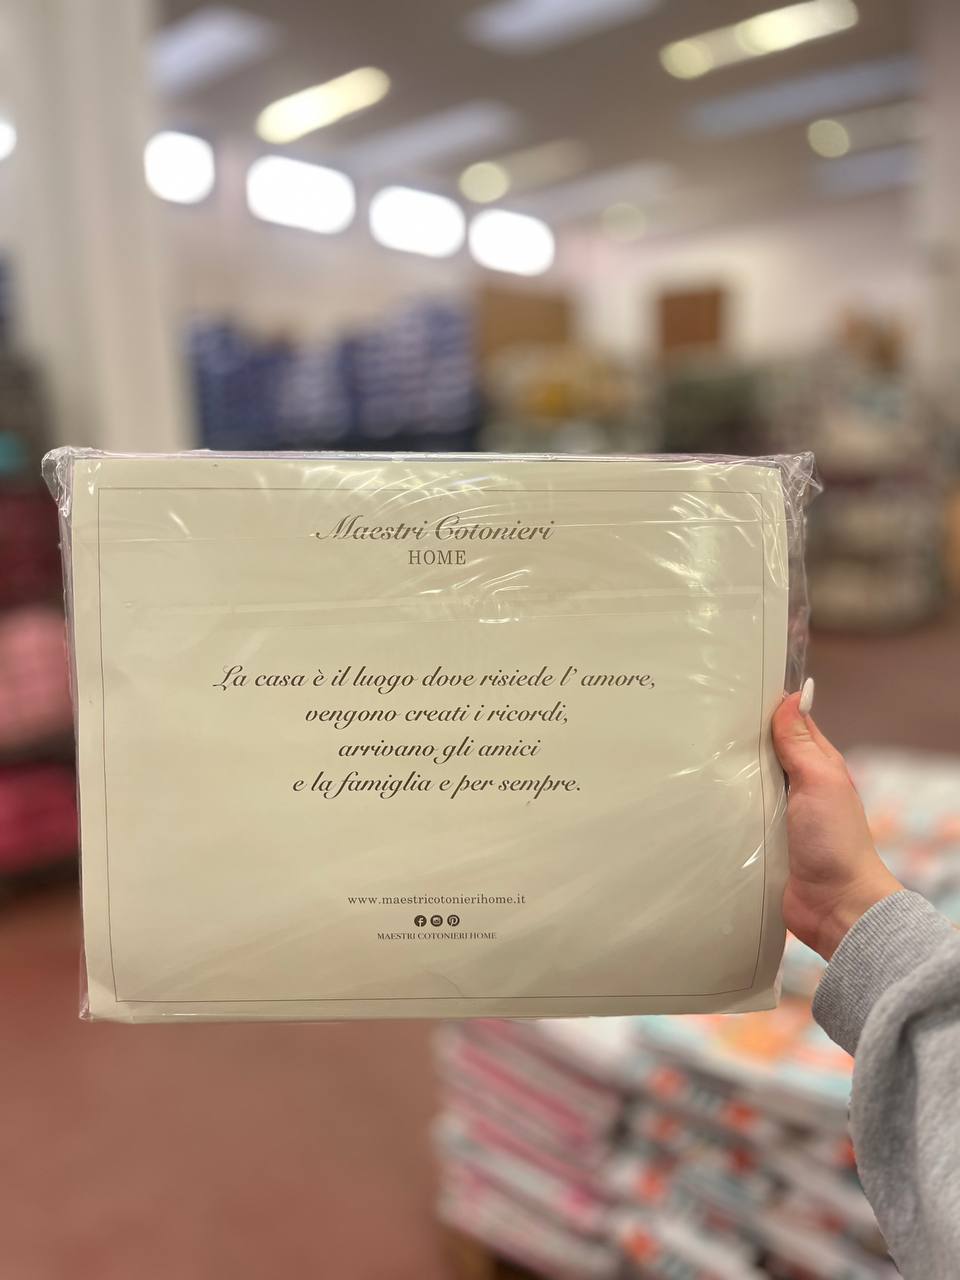 Maestri Cotonieri
HOME
La casa è il luogo dove risiede l' amore,
vengono creati i ricordi,
arrivano gli amici
e la famiglia e per sempre.
www.maestricotonierihome.it
MAESTRI COTONIERI HOME